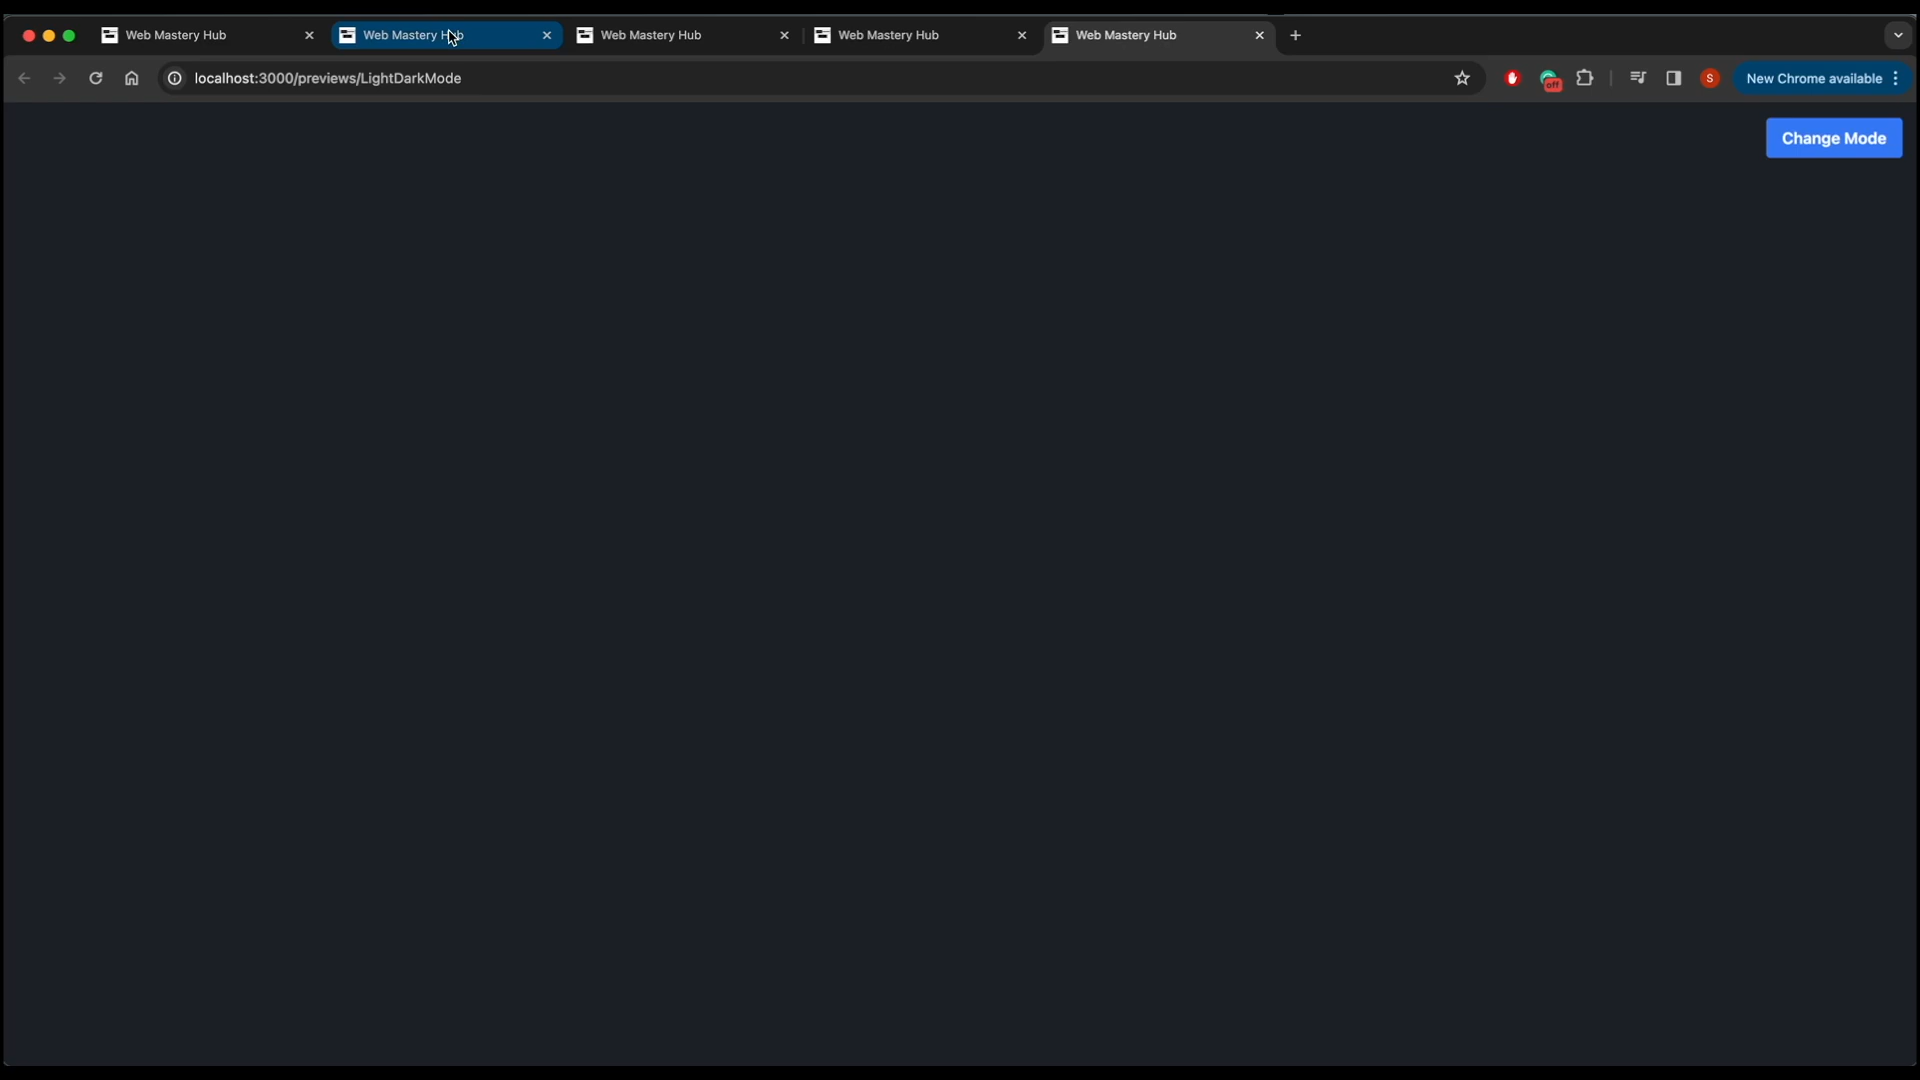 Web Mastery Hub
Web Mastery Hub
Web Mastery Hub
Web Mastery Hub
Web Mastery Hub
localhost:3000/previews/LightDarkMode
off
S
New Chrome available
Change Mode